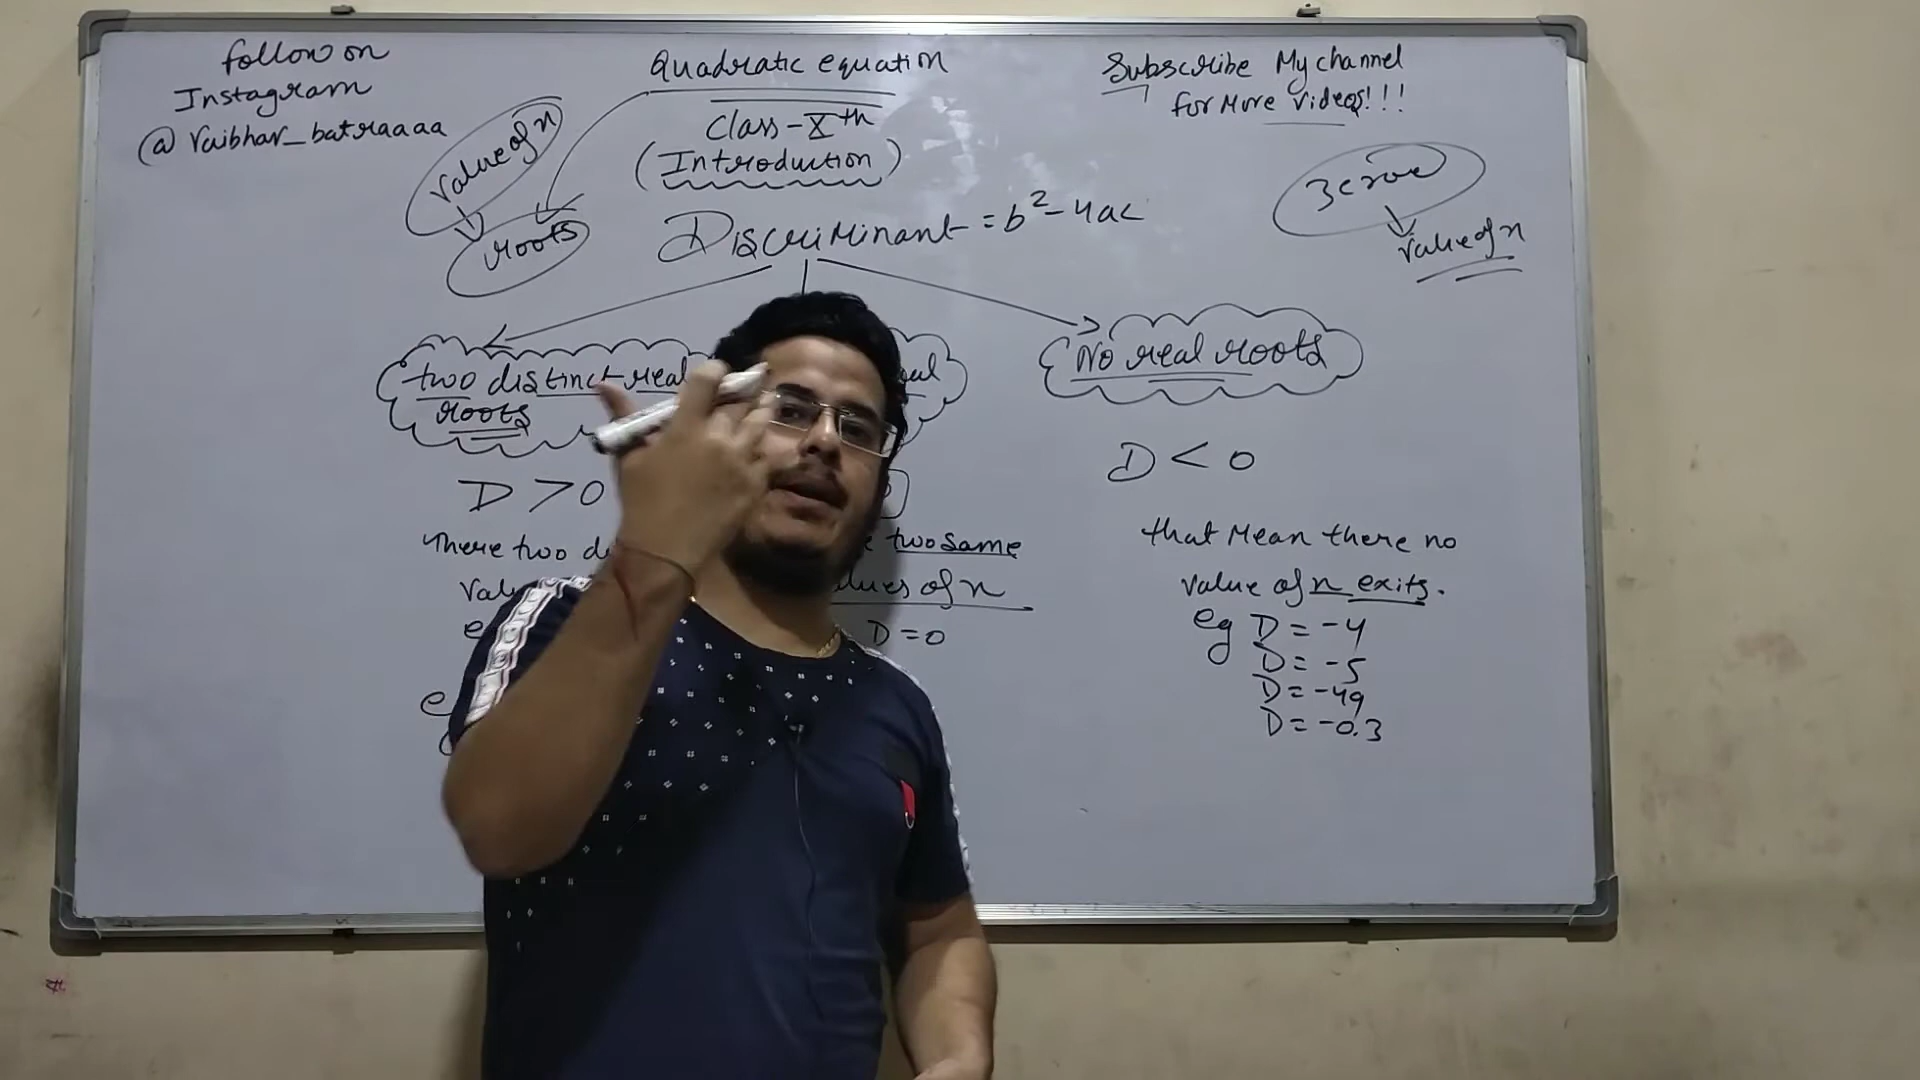 Follow on
Instagram
@vaibhav_batraaaa
Quadratic equation
Class-Xth
(Introduction)
Subscribe My channel
For More Videos!!!
value of x
roots
Discriminant = b²-4ac
Zeroes
value of x
two distinct real
roots
No real roots
D > 0
D < 0
There two
two same
values of x
D = 0
that Mean there no
value of x exits.
eg D = -4
D = -5
D = -49
D = -0.3